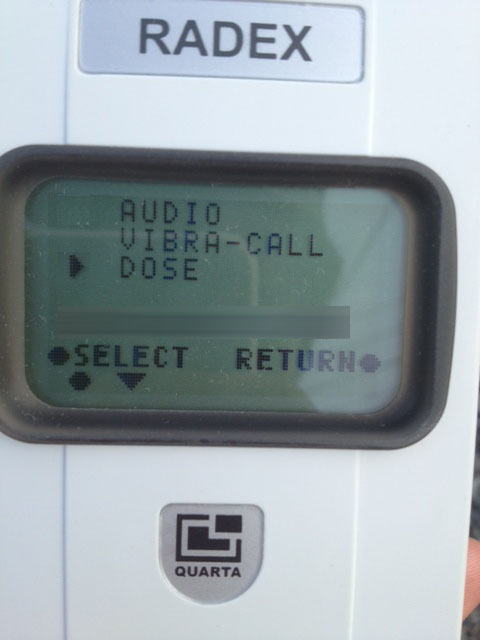 RADEX
AUDIO
VIBRA-CALL
DOSE
SELECT RETURN
QUARTA